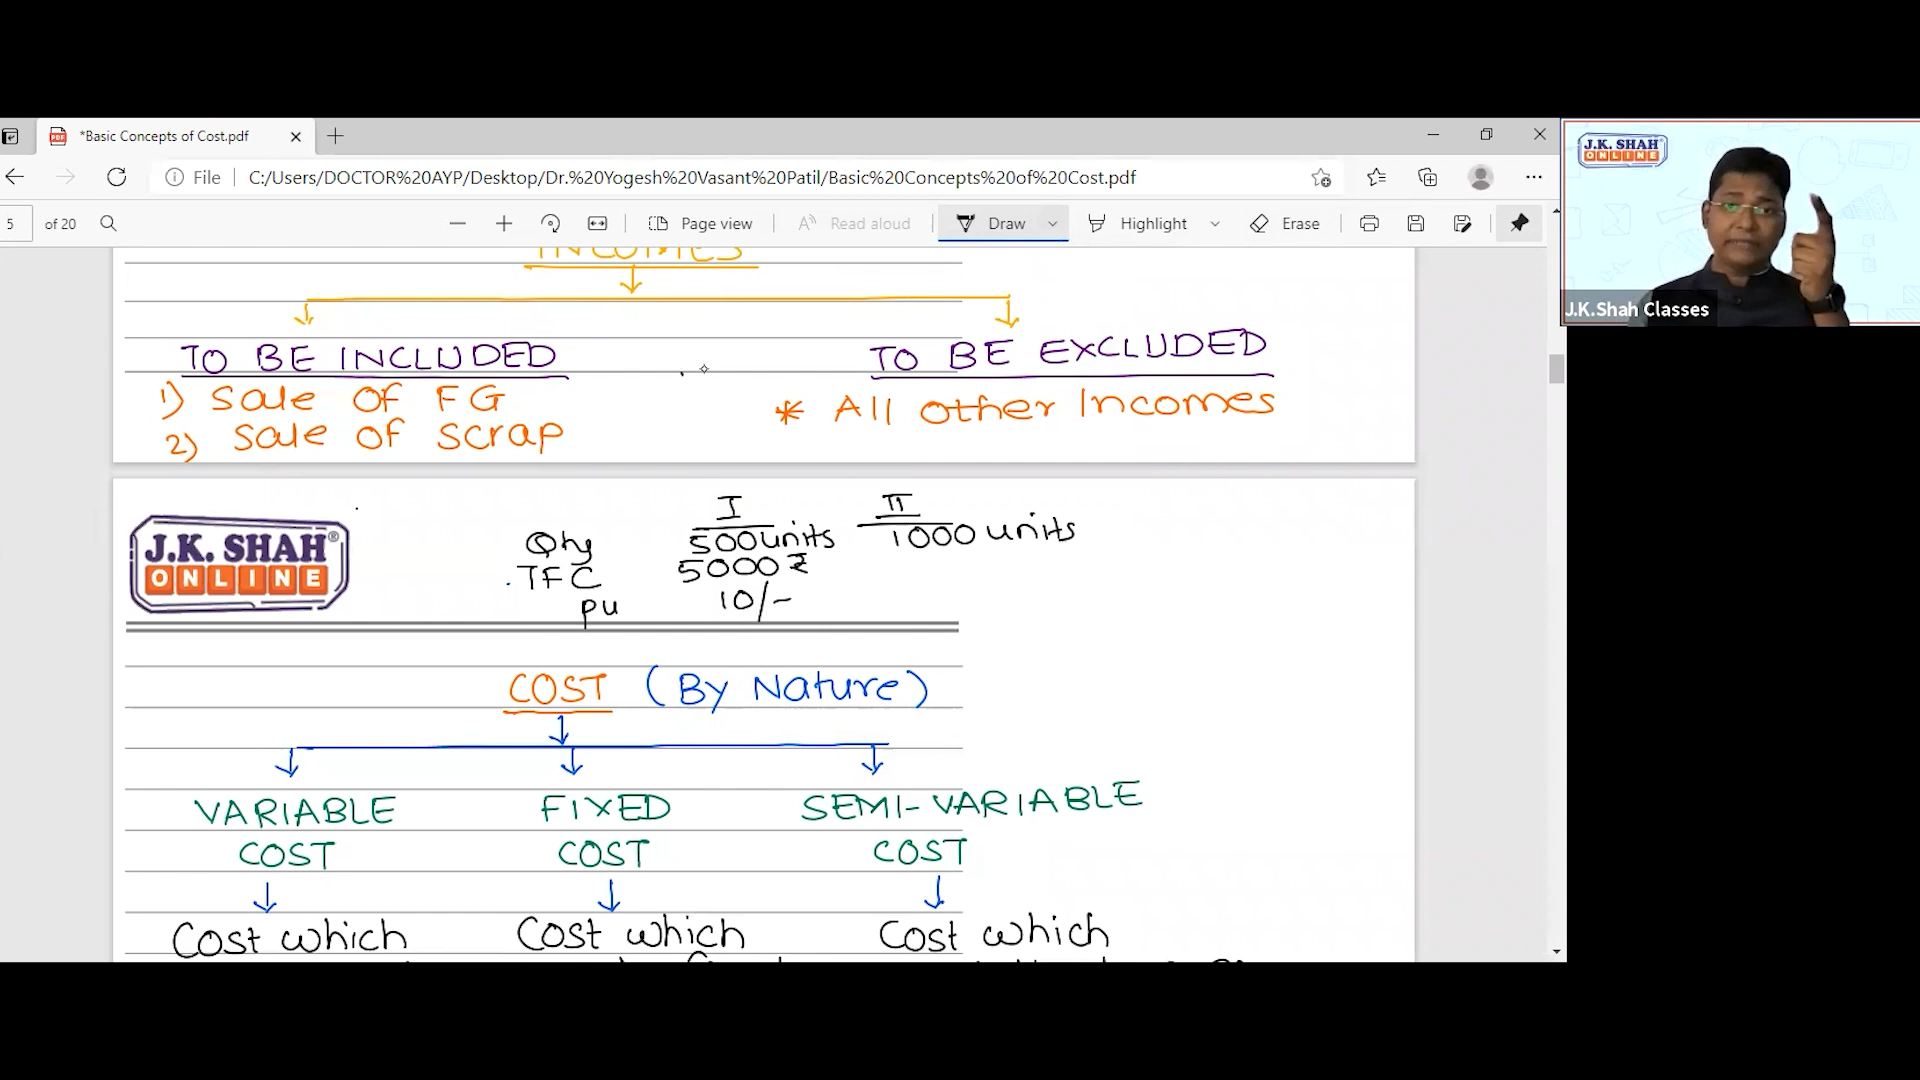 *Basic Concepts of Cost.pdf
File C:/Users/DOCTOR%20AYP/Desktop/Dr.%20Yogesh%20Vasant%20Patil/Basic%20Concepts%20of%20Cost.pdf
5 of 20 Page view Read aloud Draw Highlight Erase
J.K. SHAH
ONLINE
J.K.Shah Classes
INCOMES
TO BE INCLUDED TO BE EXCLUDED
1) Sale of FG * All other Incomes
2) Sale of Scrap
J.K. SHAH®
ONLINE
I II
Qty 500 units 1000 units
TFC 5000 ₹
pu 10/-
COST (By Nature)
VARIABLE FIXED SEMI-VARIABLE
COST COST COST
Cost which Cost which Cost which